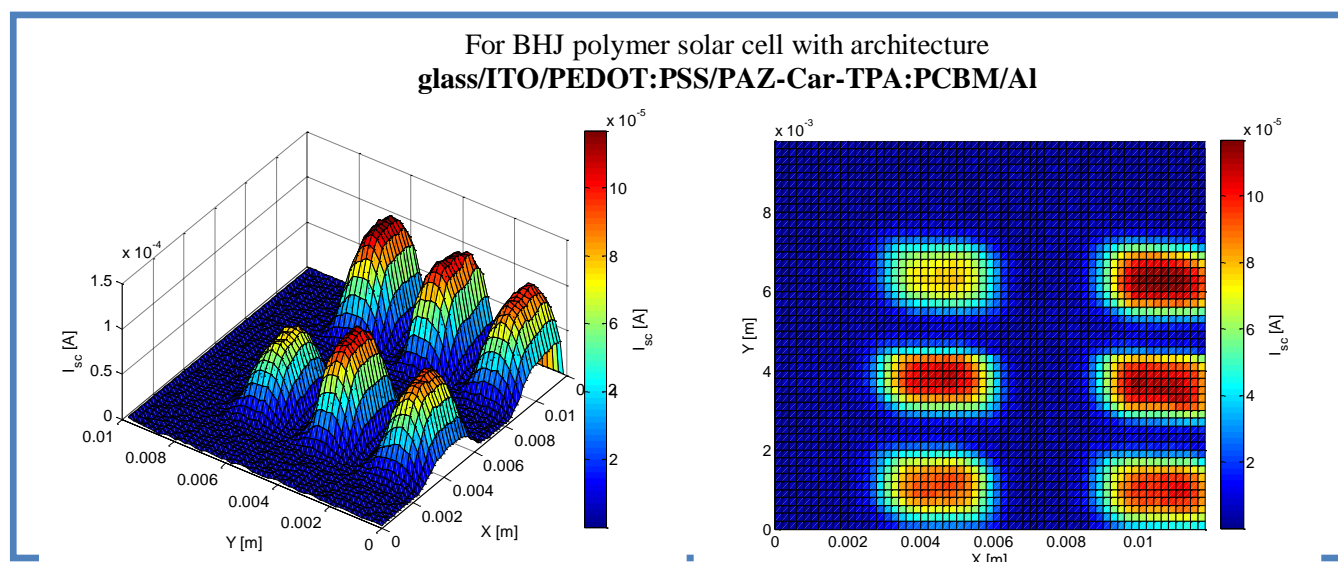 For BHJ polymer solar cell with architecture
glass/ITO/PEDOT:PSS/PAZ-Car-TPA:PCBM/Al
x 10^-4
1.5
1
0.5
0
I_sc [A]
0.01
0.008
0.006
0.004
0.002
0
Y [m]
0
0.002
0.004
0.006
0.008
0.01
X [m]
x 10^-5
10
8
6
4
2
I_sc [A]
x 10^-3
8
6
4
2
0
Y [m]
0
0.002
0.004
0.006
0.008
0.01
X [m]
x 10^-5
10
8
6
4
2
I_sc [A]